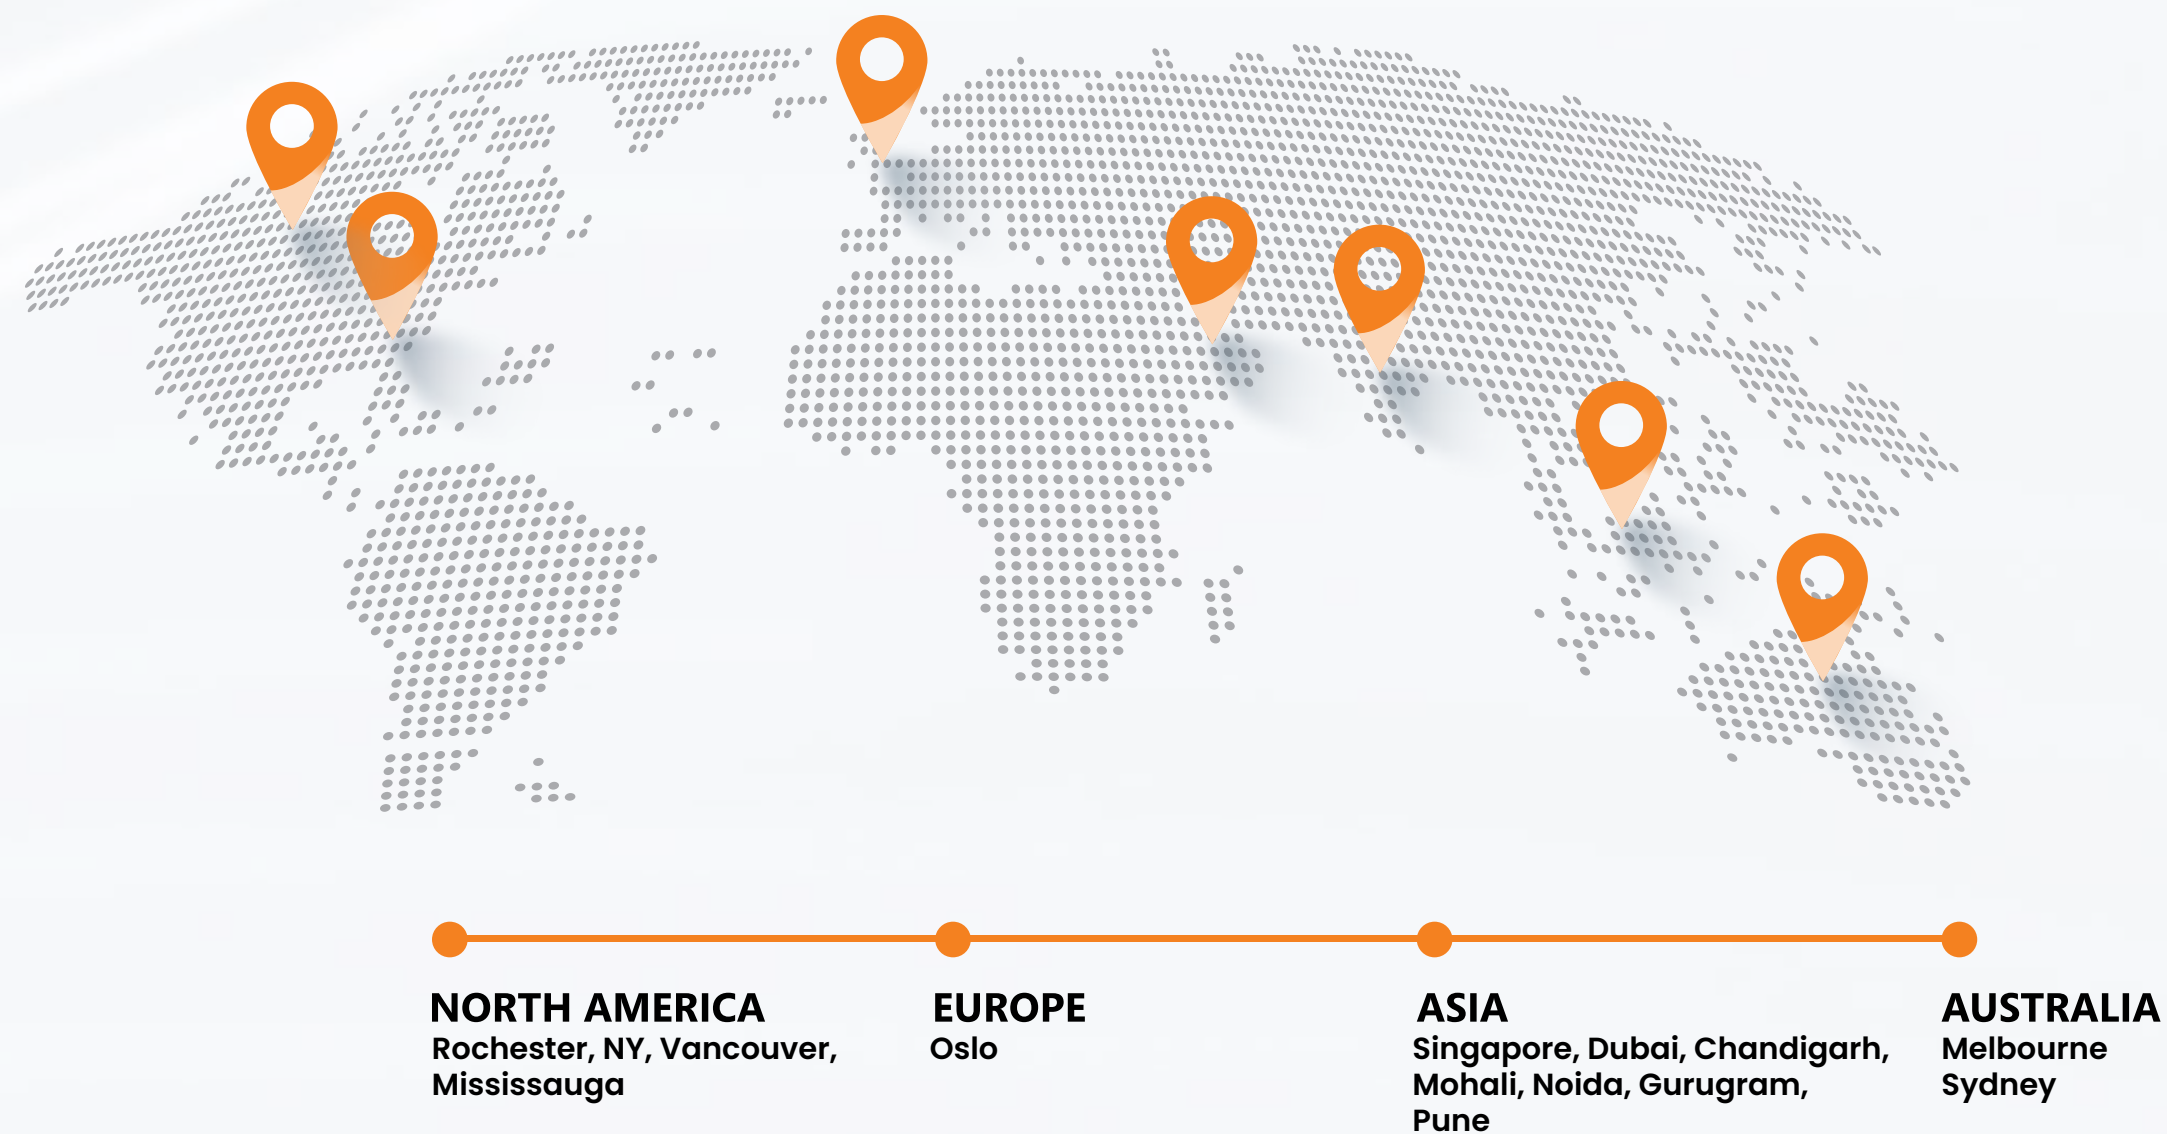 NORTH AMERICA
Rochester, NY, Vancouver,
Mississauga
EUROPE
Oslo
ASIA
Singapore, Dubai, Chandigarh,
Mohali, Noida, Gurugram,
Pune
AUSTRALIA
Melbourne
Sydney